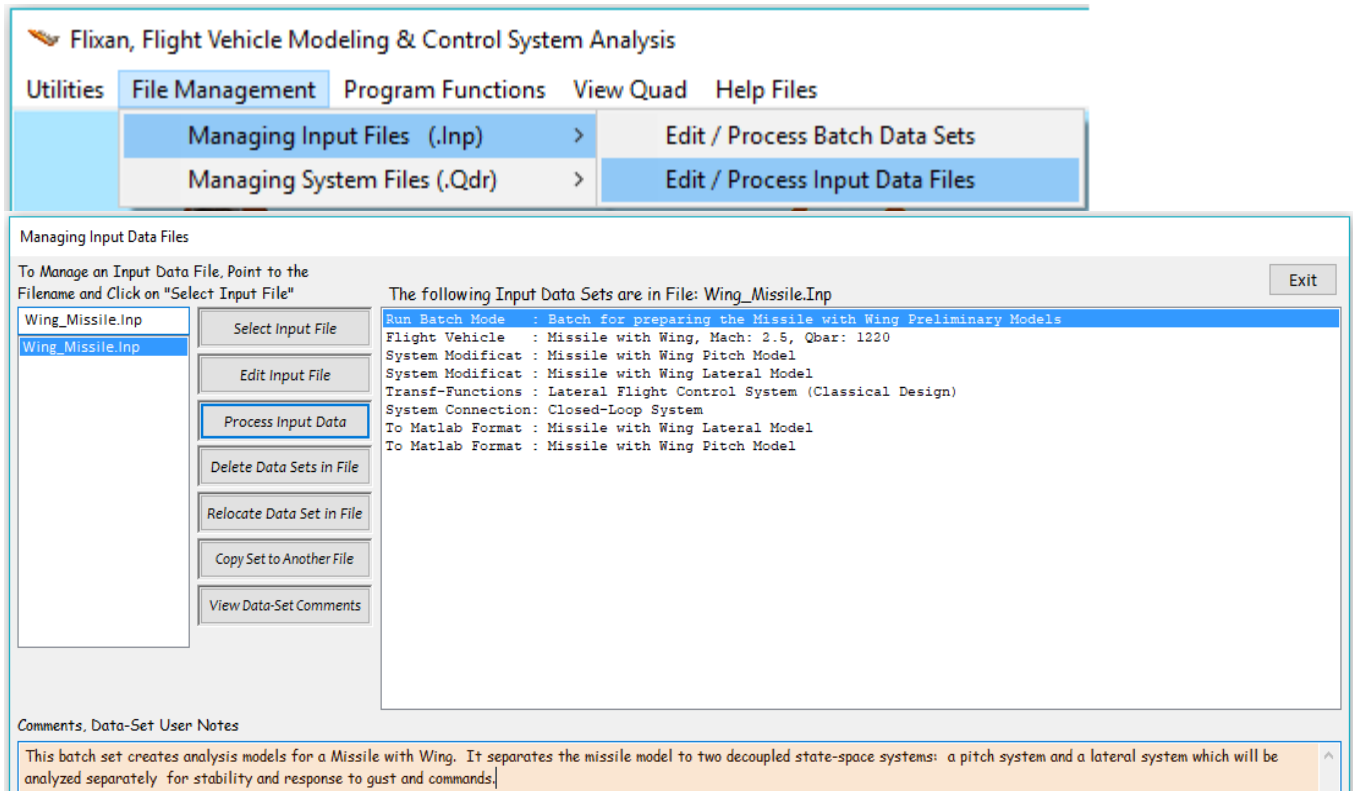 Flixan, Flight Vehicle Modeling & Control System Analysis
Utilities File Management Program Functions View Quad Help Files
Managing Input Files (.Inp) > Edit / Process Batch Data Sets
Managing System Files (.Qdr) > Edit / Process Input Data Files
Managing Input Data Files
To Manage an Input Data File, Point to the
Filename and Click on "Select Input File"
The following Input Data Sets are in File: Wing_Missile.Inp
Exit
Wing_Missile.Inp
Wing_Missile.Inp
Select Input File
Edit Input File
Process Input Data
Delete Data Sets in File
Relocate Data Set in File
Copy Set to Another File
View Data-Set Comments
Run Batch Mode : Batch for preparing the Missile with Wing Preliminary Models
Flight Vehicle : Missile with Wing, Mach: 2.5, Qbar: 1220
System Modificat : Missile with Wing Pitch Model
System Modificat : Missile with Wing Lateral Model
Transf-Functions : Lateral Flight Control System (Classical Design)
System Connection: Closed-Loop System
To Matlab Format : Missile with Wing Lateral Model
To Matlab Format : Missile with Wing Pitch Model
Comments, Data-Set User Notes
This batch set creates analysis models for a Missile with Wing. It separates the missile model to two decoupled state-space systems: a pitch system and a lateral system which will be
analyzed separately for stability and response to gust and commands.